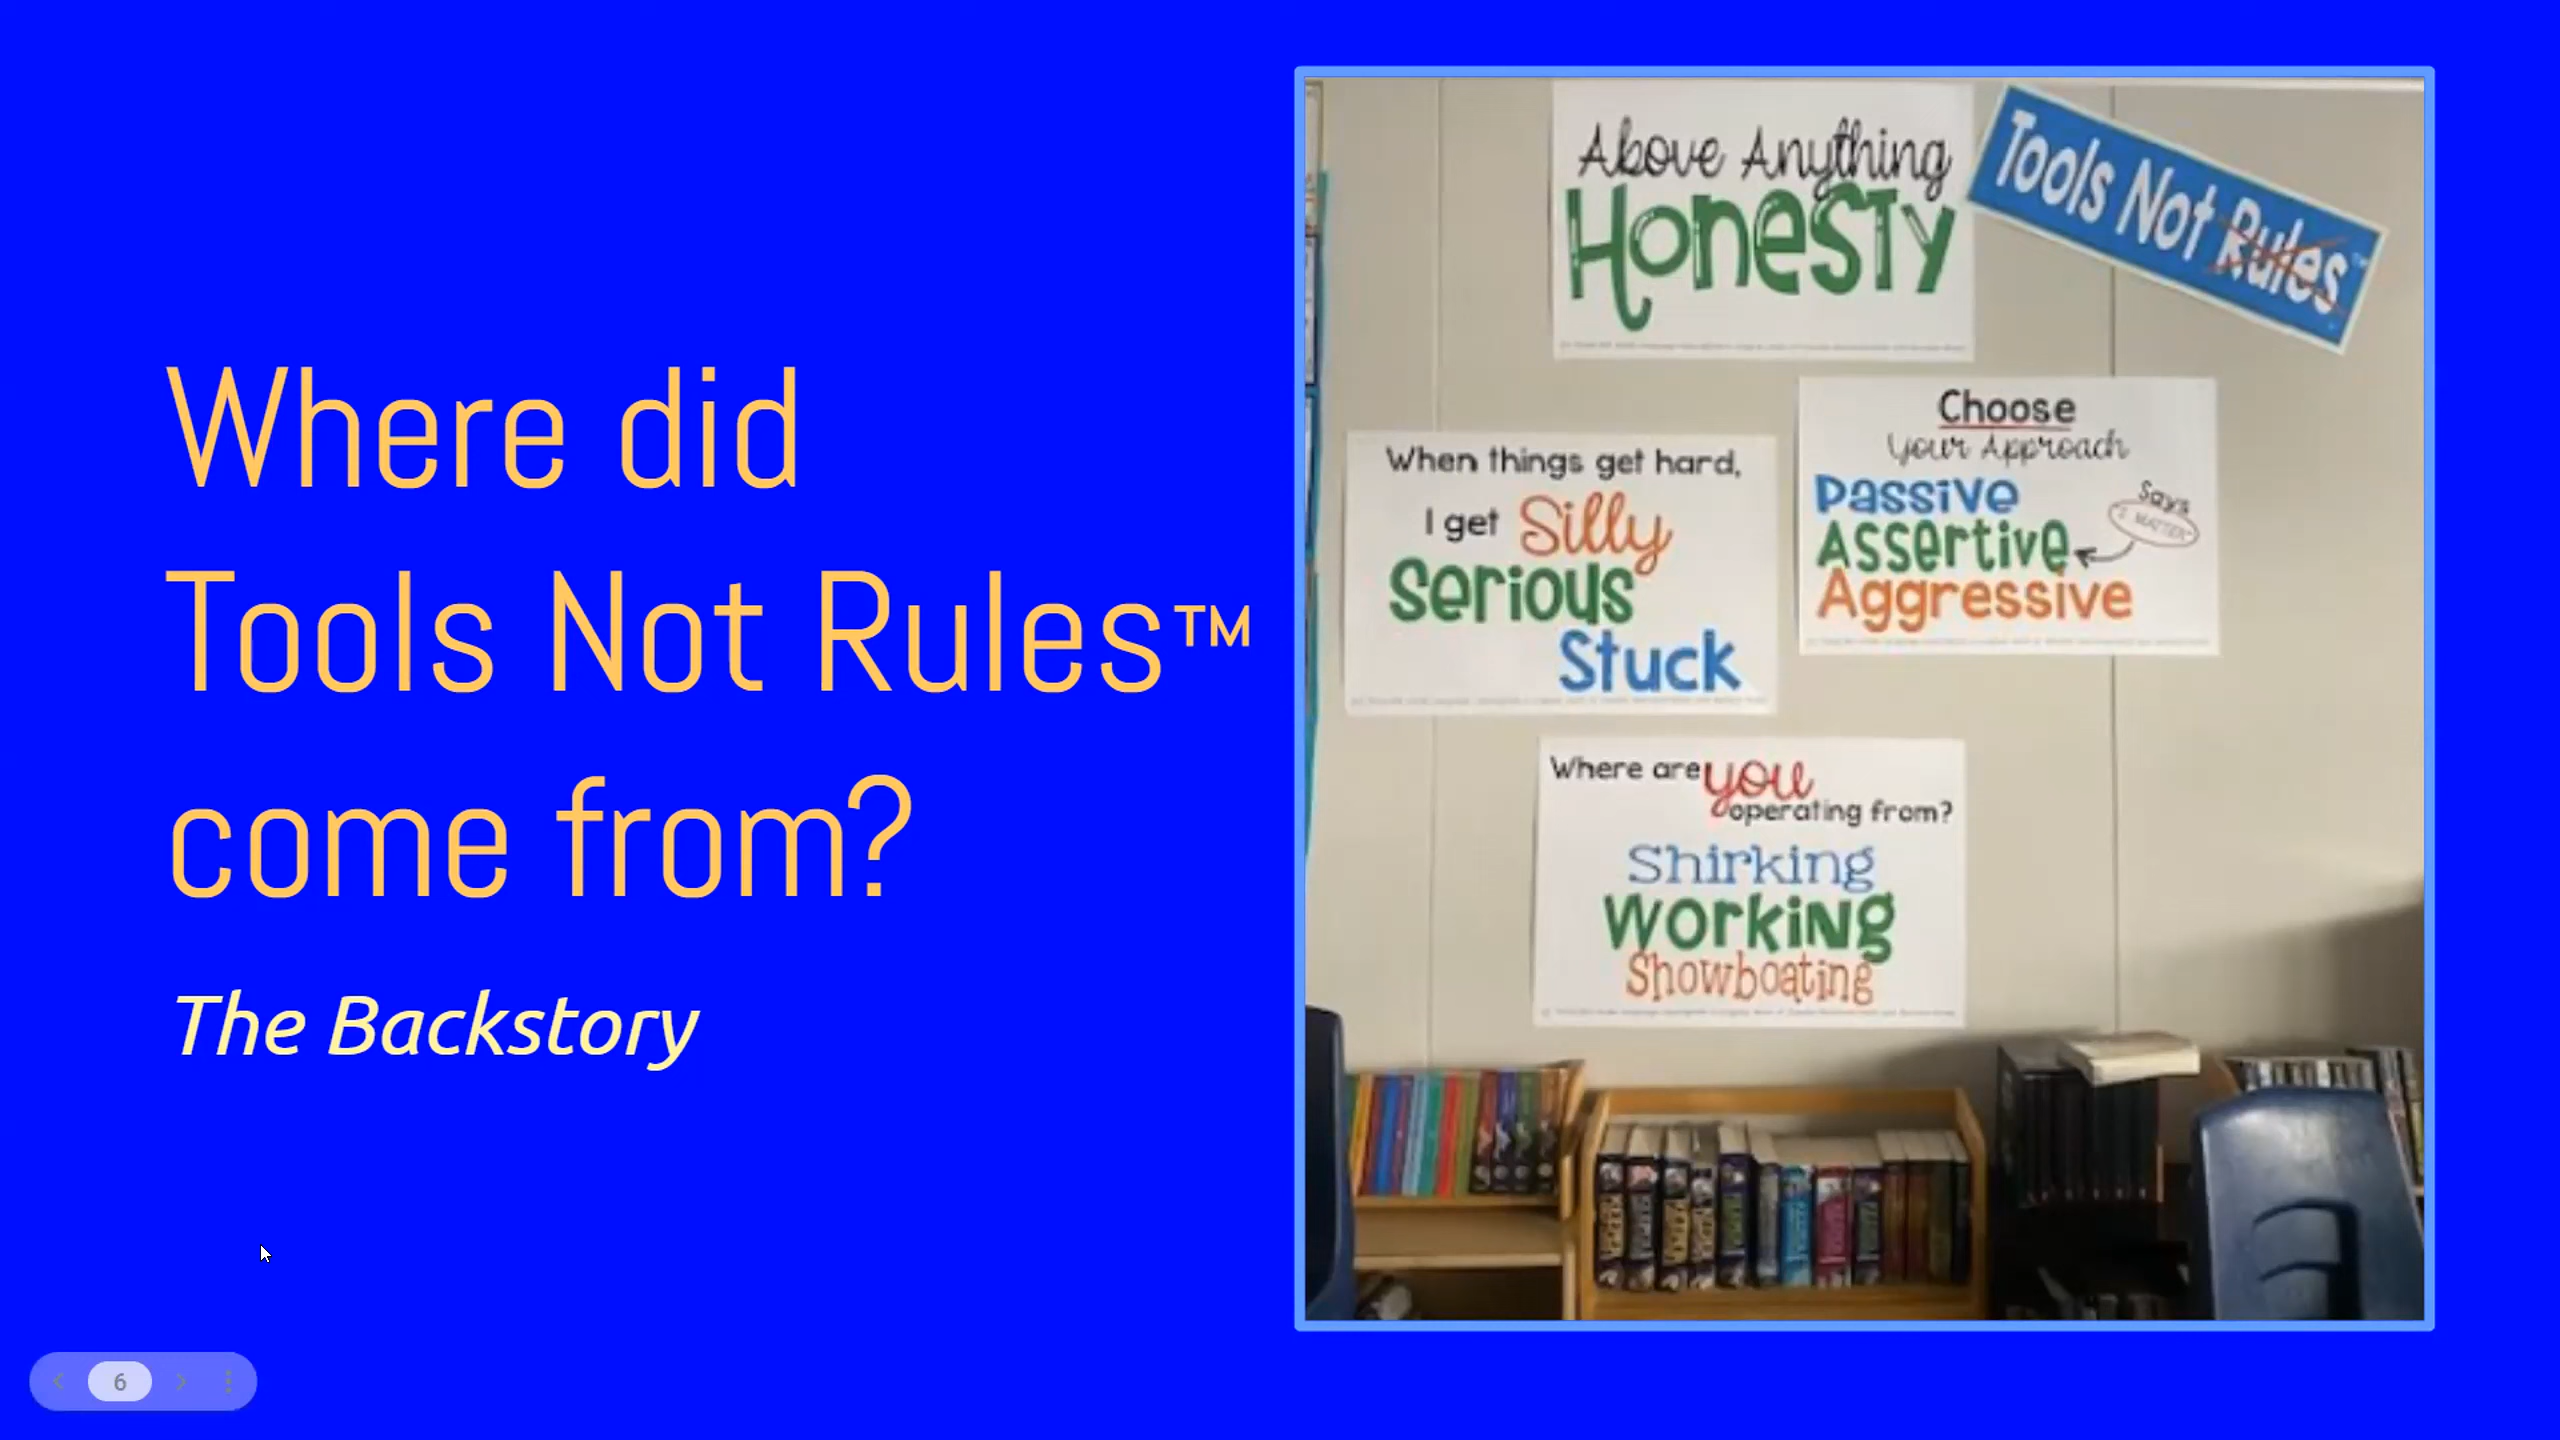 Where did
Tools Not Rules™
come from?
The Backstory
6
Above Anything
Honesty
Tools Not Rules™
When things get hard,
I get Silly
Serious
Stuck
Choose
Your Approach
Passive
Assertive
Aggressive
Says
"I MATTER"
Where are you
operating from?
Shirking
Working
Showboating